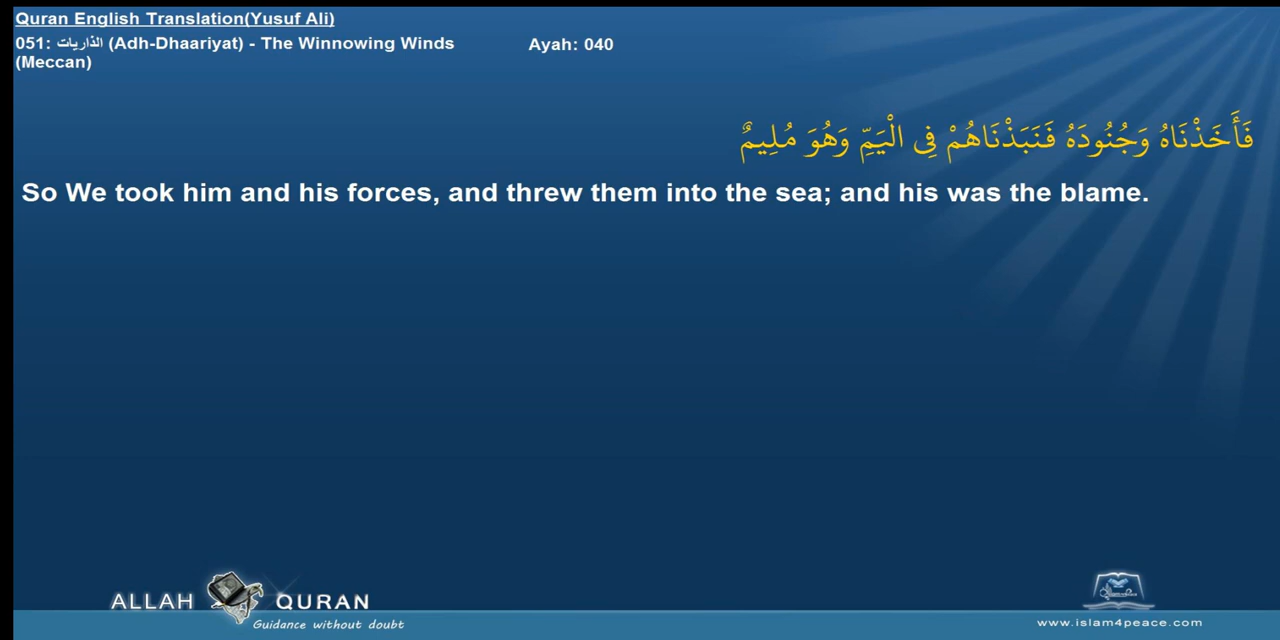 Quran English Translation(Yusuf Ali)
051: الذاريات (Adh-Dhaariyat) - The Winnowing Winds
(Meccan)
Ayah: 040
فَأَخَذْنَاهُ وَجُنُودَهُ فَنَبَذْنَاهُمْ فِي الْيَمِّ وَهُوَ مُلِيمٌ
So We took him and his forces, and threw them into the sea; and his was the blame.
ALLAH QURAN
Guidance without doubt
www.islam4peace.com